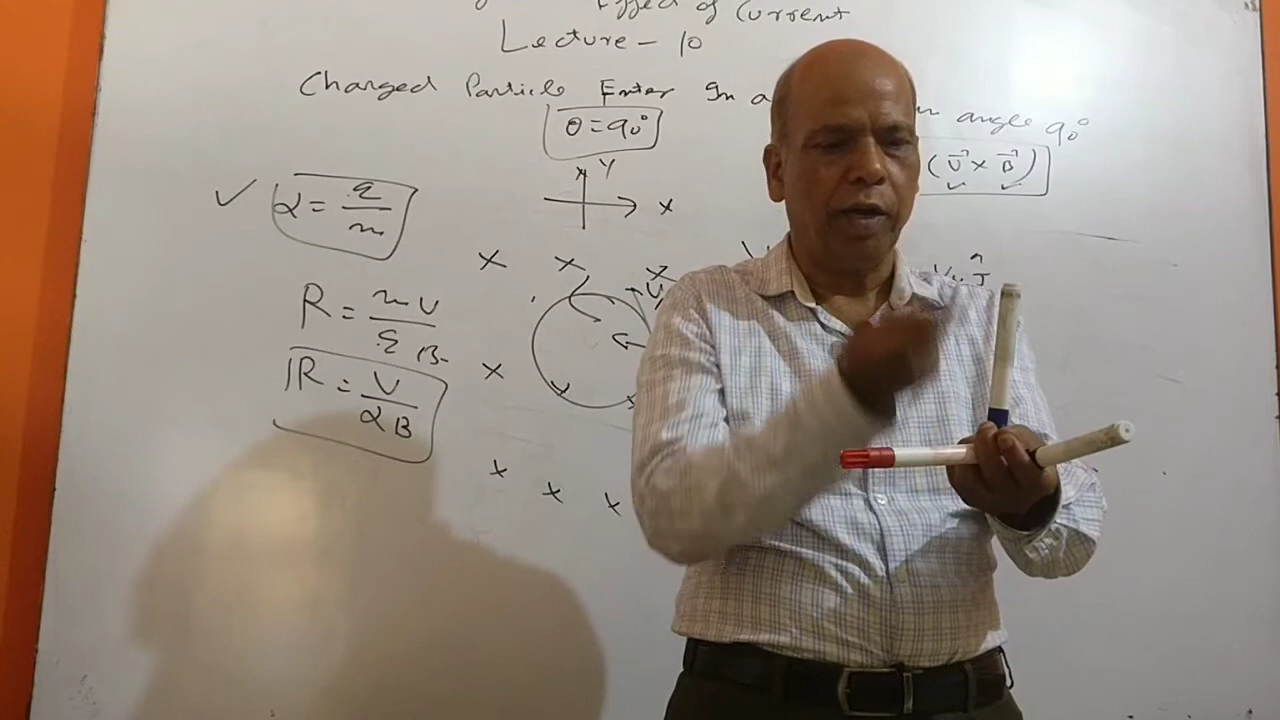 Effect of Current
Lecture - 10
Charged Particle Enter In a
angle 90°
θ = 90°
(V⃗ × B⃗)
Y
X
✓ α = q/m
× × ×
V
R = mV/qB
×
R = V/αB
× × ×